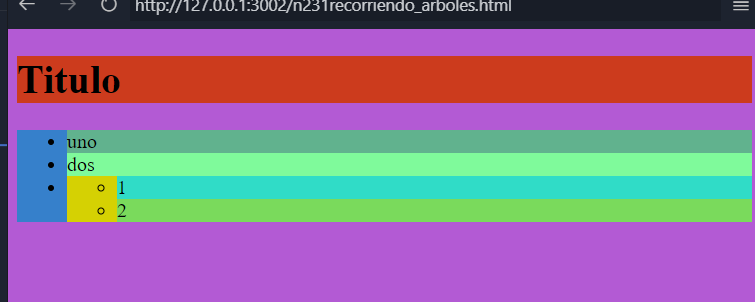 http://127.0.0.1:3002/n231recorriendo_arboles.html
Titulo
uno
dos
1
2